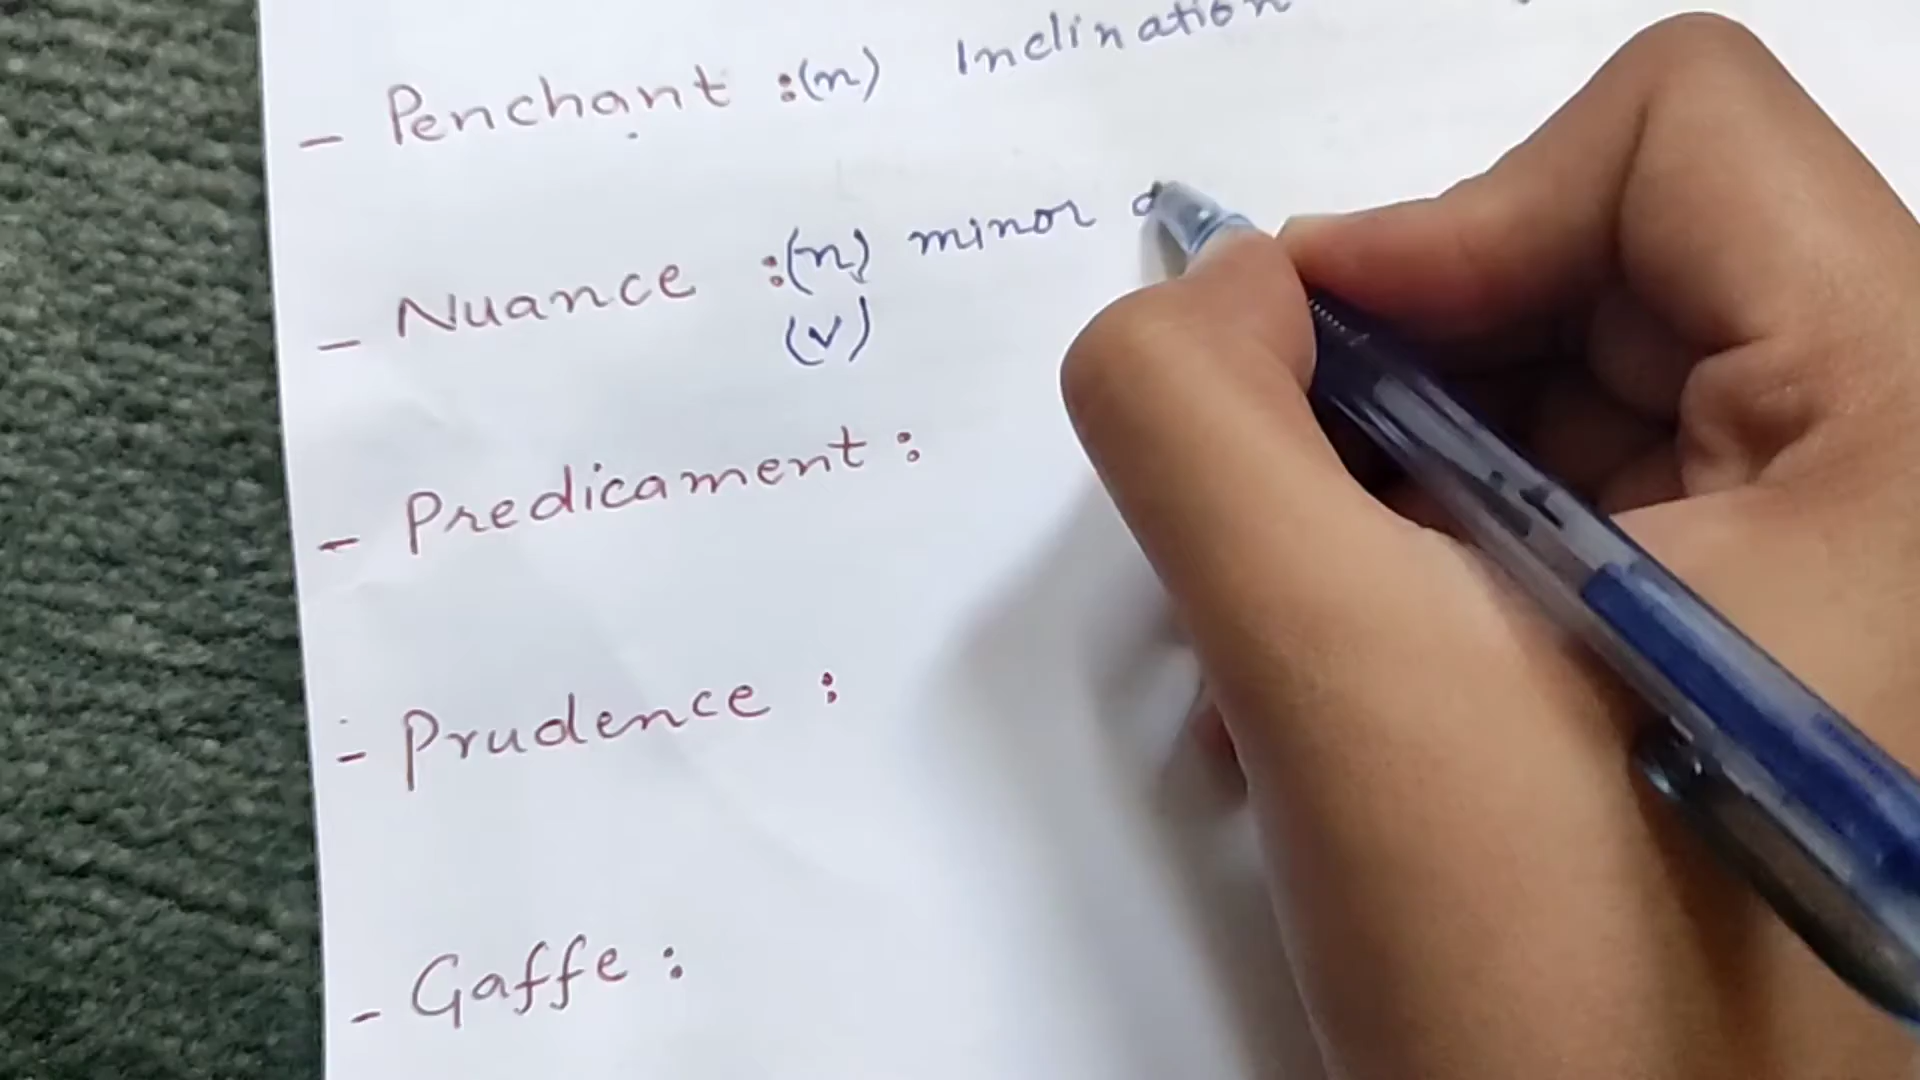 - Penchant :(n) Inclination
- Nuance :(n) minor
(v)
- Predicament :
- Prudence :
- Gaffe :